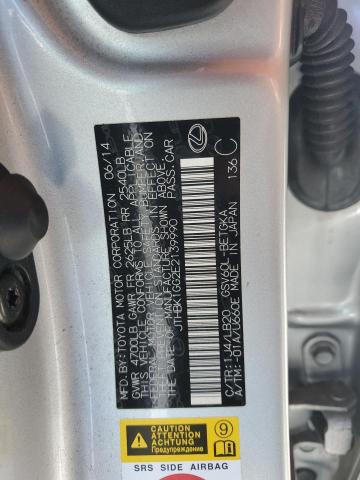 MFD.BY:TOYOTA MOTOR CORPORATION 06/14
GVWR 4700LB GAWR FR 2625LB RR 2540LB
THIS VEHICLE CONFORMS TO ALL APPLICABLE
FEDERAL MOTOR VEHICLE SAFETY, BUMPER, AND
THEFT PREVENTION STANDARDS IN EFFECT ON
THE DATE OF MANUFACTURE SHOWN ABOVE.
JTHBK1GG2E2139990 PASS.CAR
C/TR:1J4/LB20 GSV60L-BETGKA
A/TM:-01A/U660E MADE IN JAPAN
136 C
CAUTION
ATTENTION
ACHTUNG
Предупреждение
9
SRS SIDE AIRBAG